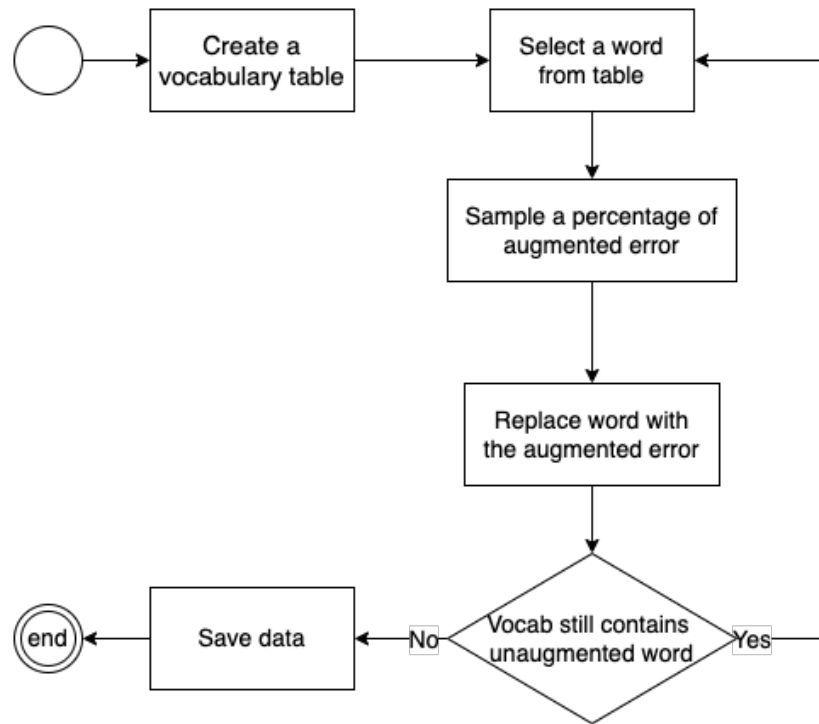 Create a
vocabulary table
Select a word
from table
Sample a percentage of
augmented error
Replace word with
the augmented error
Vocab still contains
unaugmented word
Yes
No
Save data
end